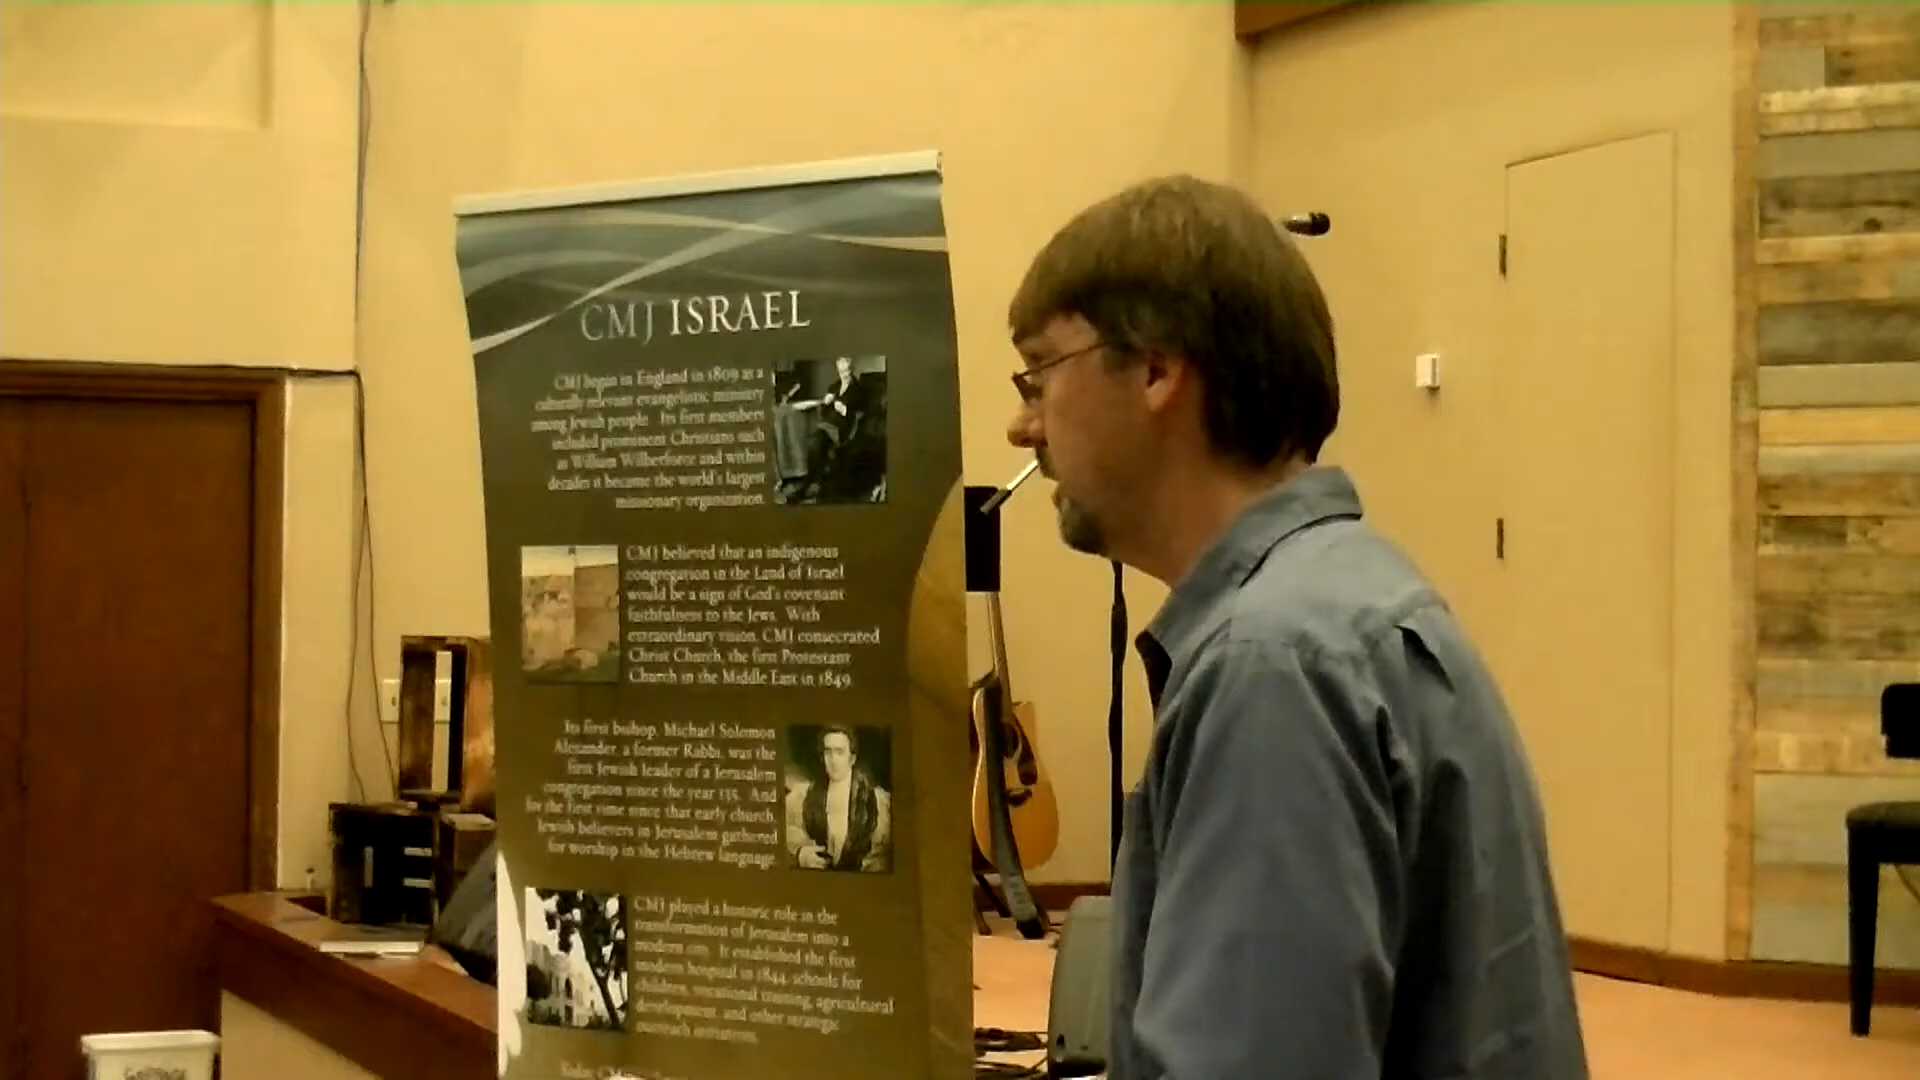 CMJ ISRAEL
CMJ began in England in 1809 as a
culturally relevant evangelistic ministry
among Jewish people. Its first members
included prominent Christians such
as William Wilberforce and within
decades it became the world's largest
missionary organization.
CMJ believed that an indigenous
congregation in the Land of Israel
would be a sign of God's covenant
faithfulness to the Jews. With
extraordinary vision, CMJ consecrated
Christ Church, the first Protestant
Church in the Middle East in 1849.
Its first bishop, Michael Solomon
Alexander, a former Rabbi, was the
first Jewish leader of a Jerusalem
congregation since the year 135. And
for the first time since that early church,
Jewish believers in Jerusalem gathered
for worship in the Hebrew language.
CMJ played a historic role in the
transformation of Jerusalem into a
modern city. It established the first
modern hospital in 1844, schools for
children, vocational training, agricultural
development, and other strategic
outreach initiatives.
Today CMJ